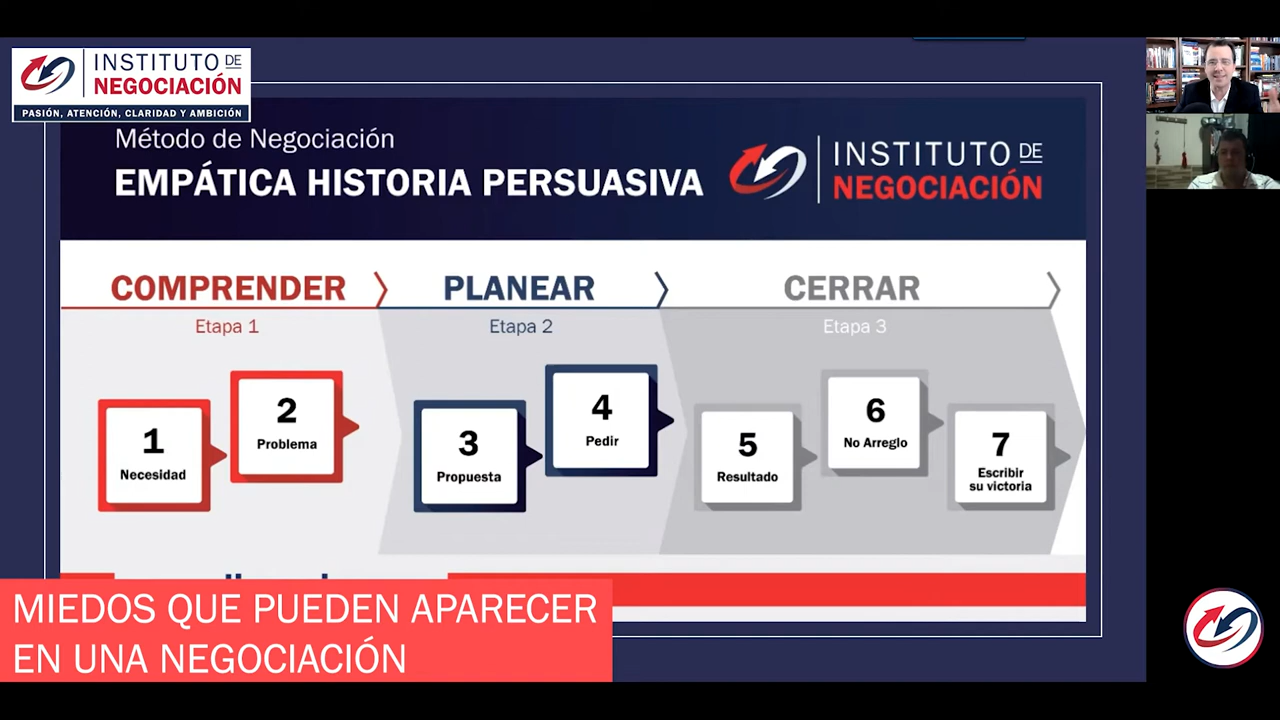 INSTITUTO DE
NEGOCIACIÓN
PASIÓN, ATENCIÓN, CLARIDAD Y AMBICIÓN
Método de Negociación
EMPÁTICA HISTORIA PERSUASIVA
INSTITUTO DE
NEGOCIACIÓN
COMPRENDER
PLANEAR
CERRAR
Etapa 1
Etapa 2
Etapa 3
1
Necesidad
2
Problema
3
Propuesta
4
Pedir
5
Resultado
6
No Arreglo
7
Escribir
su victoria
MIEDOS QUE PUEDEN APARECER
EN UNA NEGOCIACIÓN